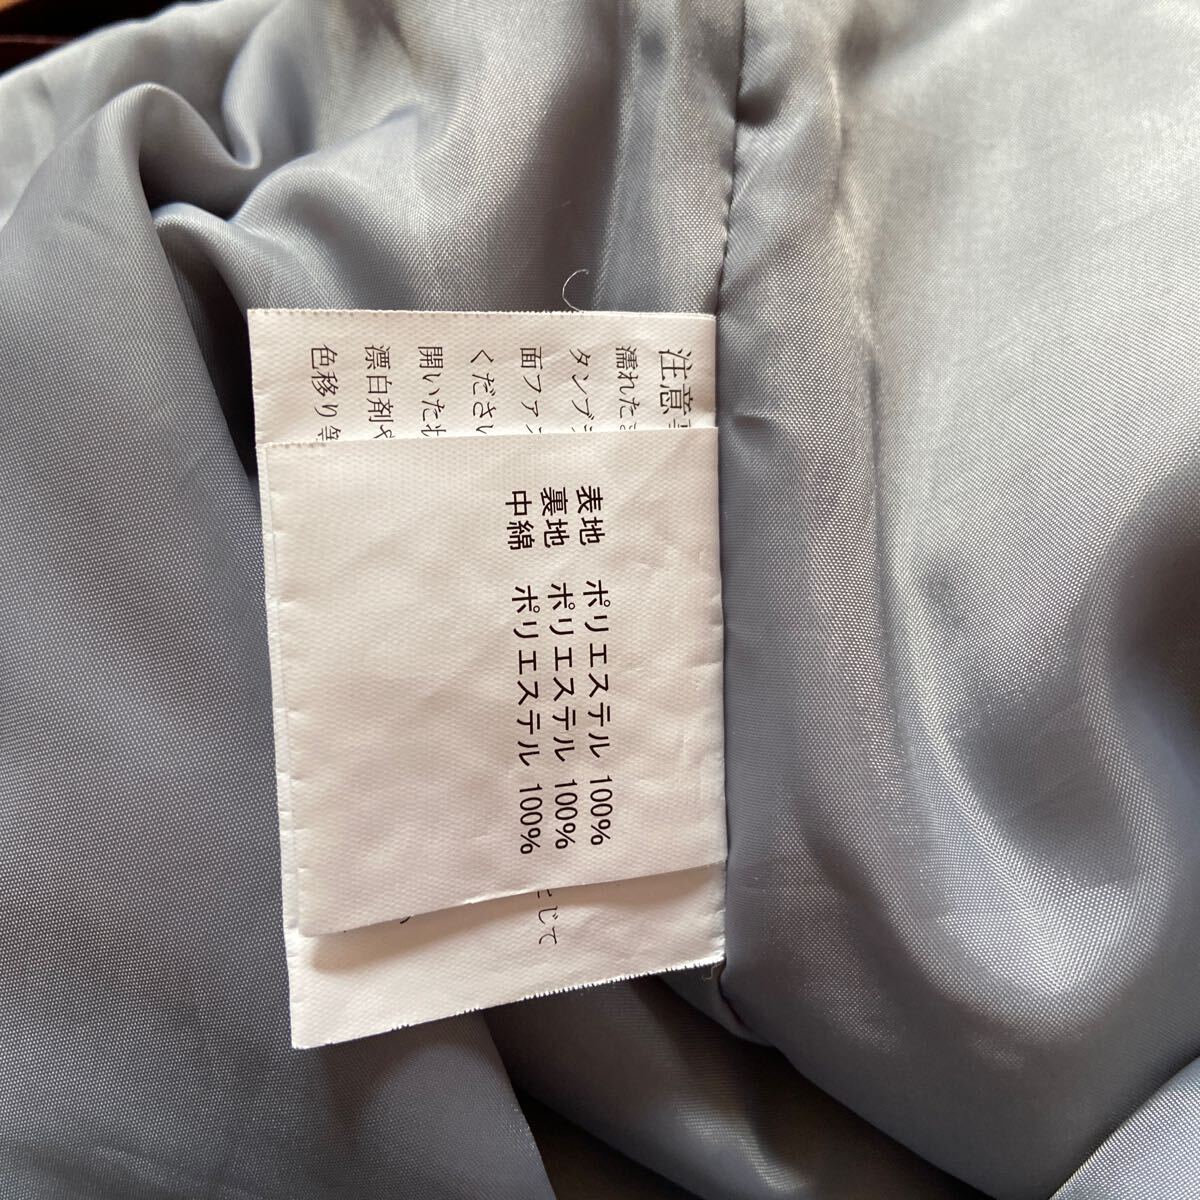 表地 ポリエステル 100%
裏地 ポリエステル 100%
中綿 ポリエステル 100%
注意
濡れた
タンブ
面ファ
くださ
開いた
漂白剤や
色移り等
じて